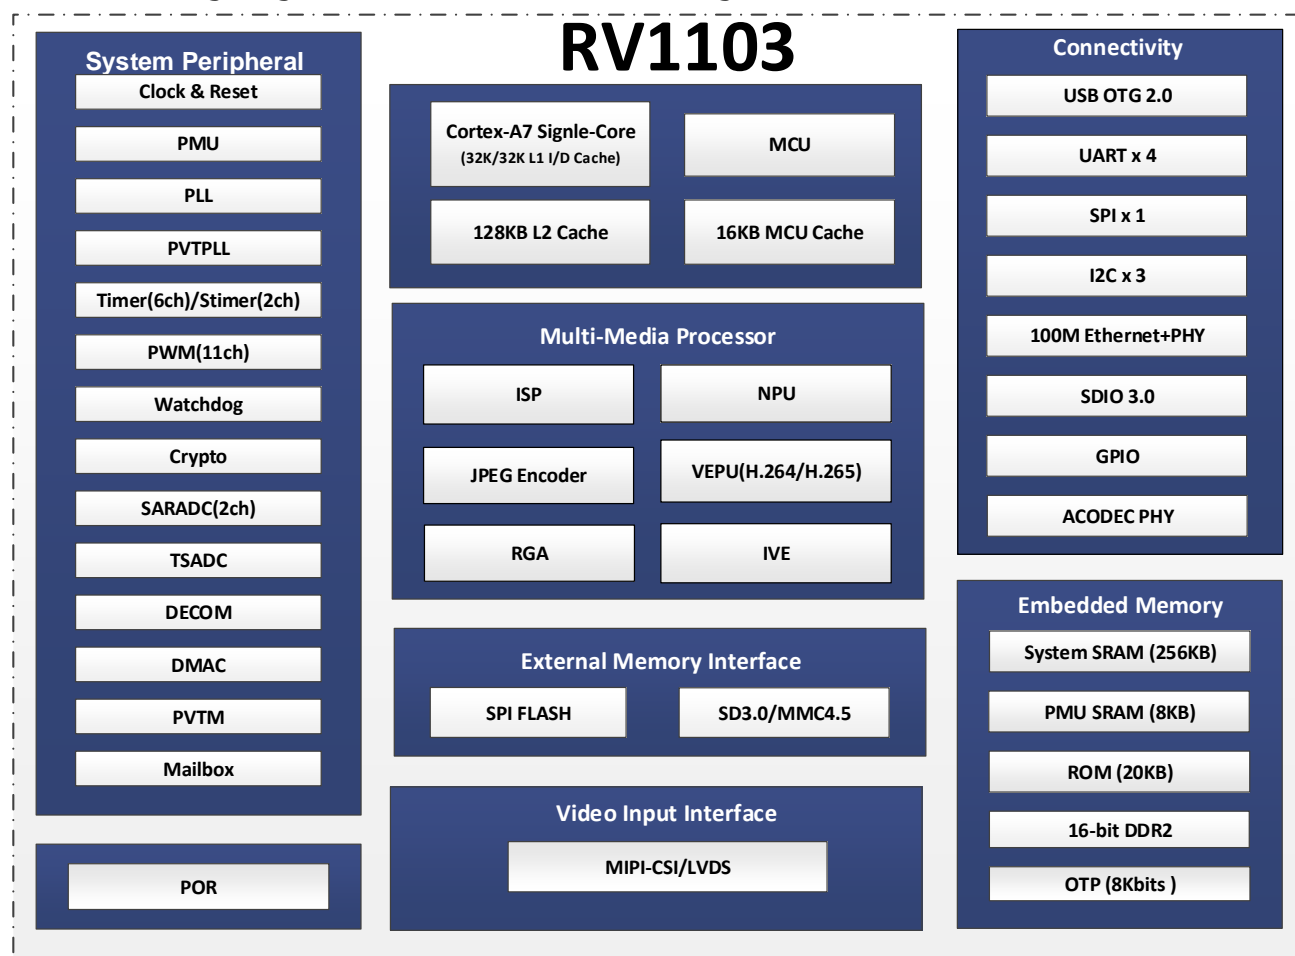 RV1103
System Peripheral
Clock & Reset
PMU
PLL
PVTPLL
Timer(6ch)/Stimer(2ch)
PWM(11ch)
Watchdog
Crypto
SARADC(2ch)
TSADC
DECOM
DMAC
PVTM
Mailbox
POR
Cortex-A7 Signle-Core
(32K/32K L1 I/D Cache)
MCU
128KB L2 Cache
16KB MCU Cache
Multi-Media Processor
ISP
NPU
JPEG Encoder
VEPU(H.264/H.265)
RGA
IVE
External Memory Interface
SPI FLASH
SD3.0/MMC4.5
Video Input Interface
MIPI-CSI/LVDS
Connectivity
USB OTG 2.0
UART x 4
SPI x 1
I2C x 3
100M Ethernet+PHY
SDIO 3.0
GPIO
ACODEC PHY
Embedded Memory
System SRAM (256KB)
PMU SRAM (8KB)
ROM (20KB)
16-bit DDR2
OTP (8Kbits )